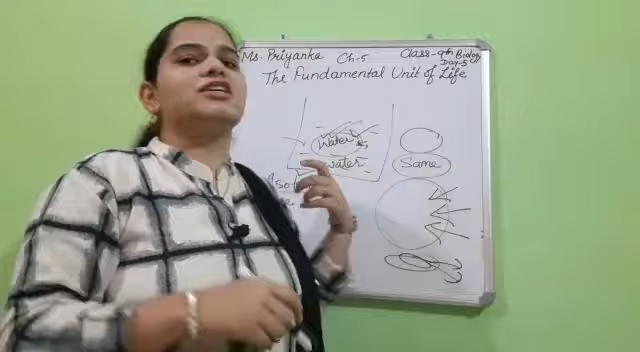 Ms. Priyanka Ch-5 Class-9th Biology
Day-5
The Fundamental Unit of Life
Water
water
Same